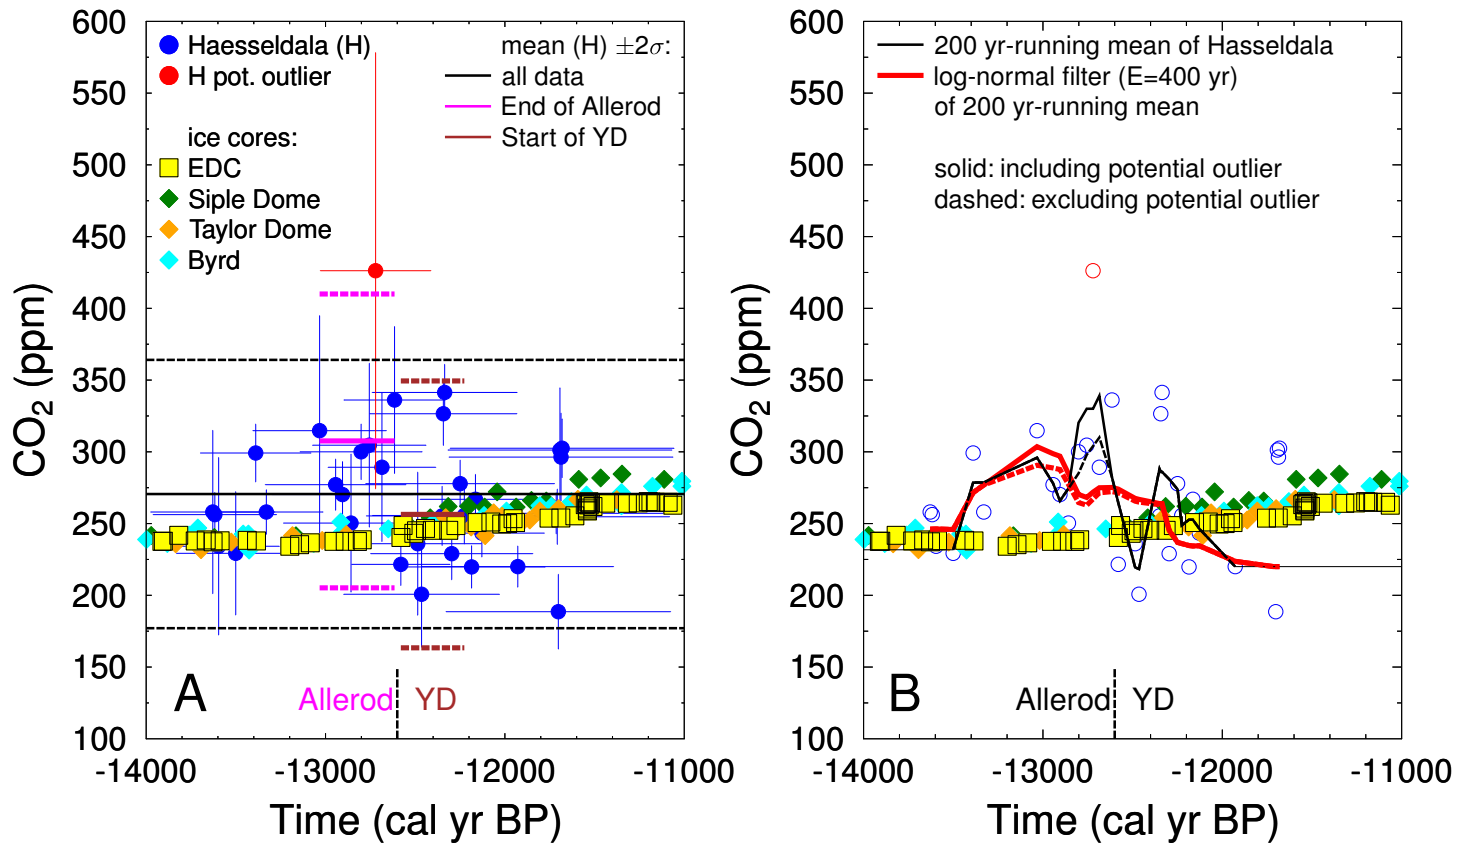 600
550
500
450
400
350
300
250
200
150
100
CO2 (ppm)
Haesseldala (H)
H pot. outlier
ice cores:
EDC
Siple Dome
Taylor Dome
Byrd
mean (H) ±2σ:
all data
End of Allerod
Start of YD
A
Allerod
YD
-14000 -13000 -12000 -11000
Time (cal yr BP)
600
550
500
450
400
350
300
250
200
150
100
CO2 (ppm)
200 yr-running mean of Hasseldala
log-normal filter (E=400 yr)
of 200 yr-running mean
solid: including potential outlier
dashed: excluding potential outlier
B
Allerod
YD
-14000 -13000 -12000 -11000
Time (cal yr BP)